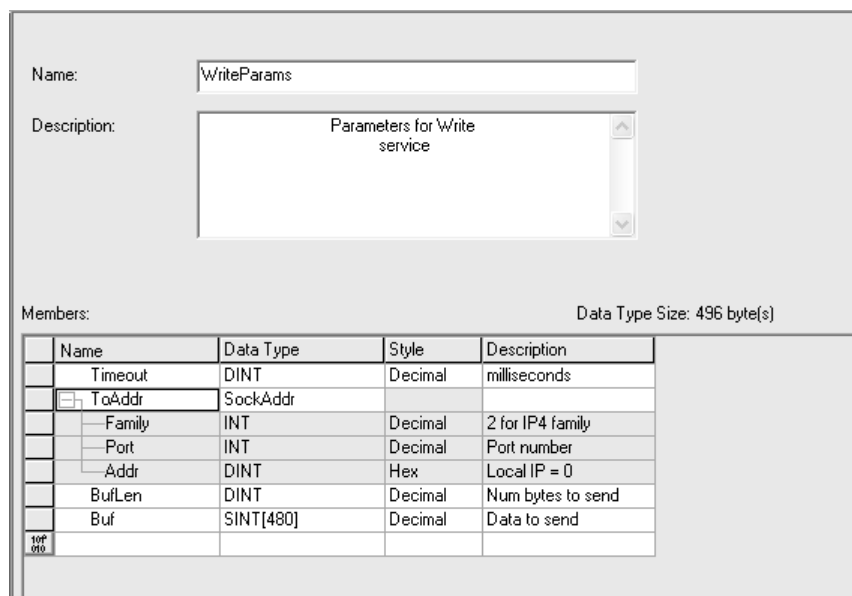 Name: WriteParams
Description: Parameters for Write
service
Members: Data Type Size: 496 byte(s)
Name Data Type Style Description
Timeout DINT Decimal milliseconds
ToAddr SockAddr
Family INT Decimal 2 for IP4 family
Port INT Decimal Port number
Addr DINT Hex Local IP = 0
BufLen DINT Decimal Num bytes to send
Buf SINT[480] Decimal Data to send